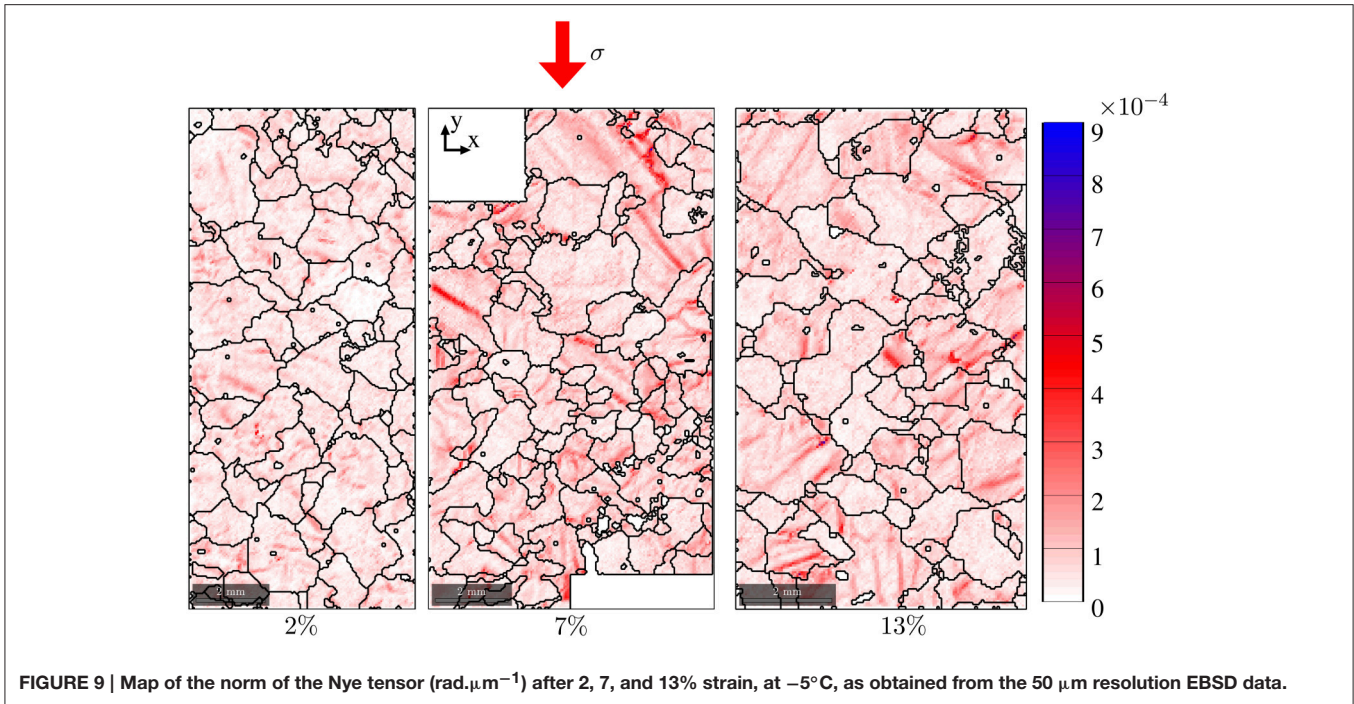 σ
y
x
×10⁻⁴
9
8
7
6
5
4
3
2
1
0
2 mm
2 mm
2 mm
2%
7%
13%
FIGURE 9 | Map of the norm of the Nye tensor (rad.μm⁻¹) after 2, 7, and 13% strain, at −5°C, as obtained from the 50 μm resolution EBSD data.